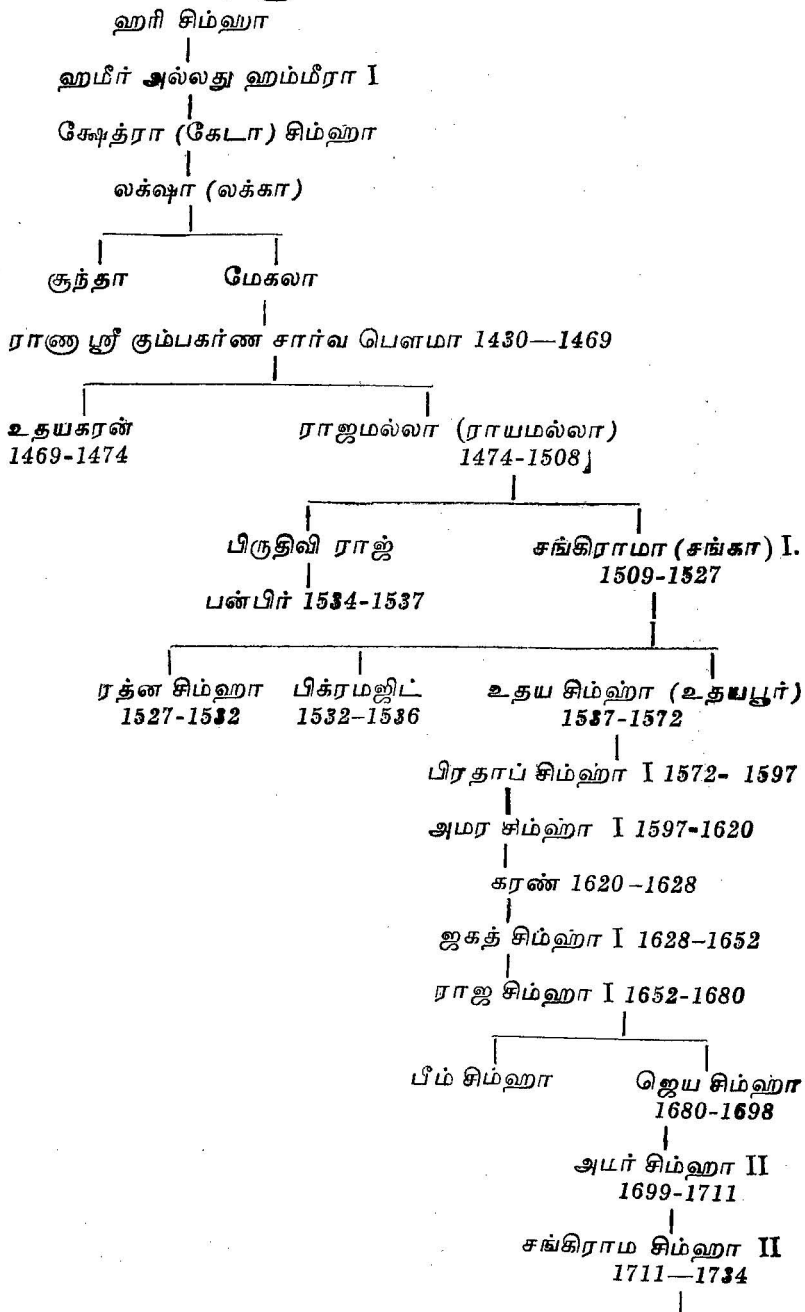 ஹரி சிம்ஹா
ஹமீர் அல்லது ஹம்மீரா I
க்ஷேத்ரா (கேடா) சிம்ஹா
லக்ஷா (லக்கா)
சூந்தா மேகலா
ராணா ஸ்ரீ கும்பகர்ண சார்வ பௌமா 1430—1469
உதயகரன் ராஜமல்லா (ராயமல்லா)
1469-1474 1474-1508
பிருதிவி ராஜ் சங்கிராமா (சங்கா) I.
1509-1527
பன்பிர் 1534-1537
ரத்ன சிம்ஹா பிக்ரமஜிட் உதய சிம்ஹா (உதயபூர்)
1527-1532 1532–1536 1537-1572
பிரதாப் சிம்ஹா I 1572- 1597
அமர சிம்ஹா I 1597-1620
கரண் 1620–1628
ஜகத் சிம்ஹா I 1628–1652
ராஜ சிம்ஹா I 1652-1680
பீம் சிம்ஹா ஜெய சிம்ஹா
1680-1698
அமர் சிம்ஹா II
1699-1711
சங்கிராம சிம்ஹா II
1711—1734